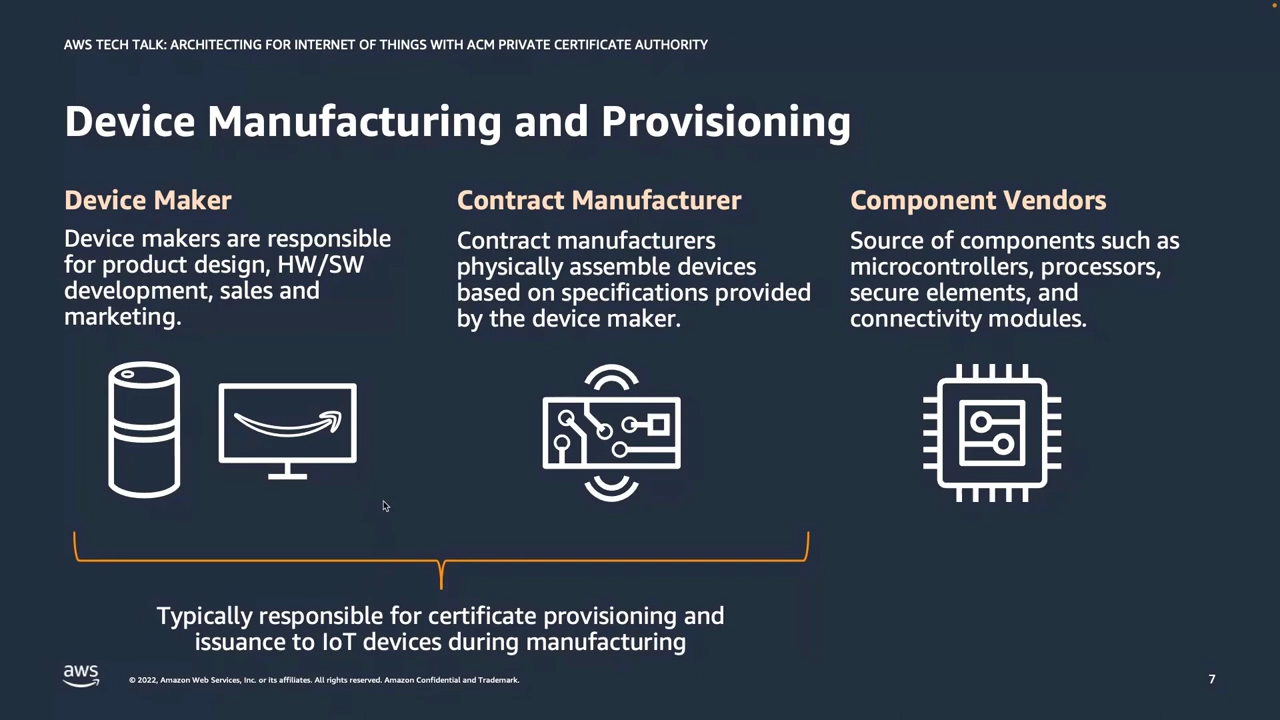 AWS TECH TALK: ARCHITECTING FOR INTERNET OF THINGS WITH ACM PRIVATE CERTIFICATE AUTHORITY
Device Manufacturing and Provisioning
Device Maker
Device makers are responsible
for product design, HW/SW
development, sales and
marketing.
Contract Manufacturer
Contract manufacturers
physically assemble devices
based on specifications provided
by the device maker.
Component Vendors
Source of components such as
microcontrollers, processors,
secure elements, and
connectivity modules.
Typically responsible for certificate provisioning and
issuance to IoT devices during manufacturing
aws
© 2022, Amazon Web Services, Inc. or its affiliates. All rights reserved. Amazon Confidential and Trademark.
7